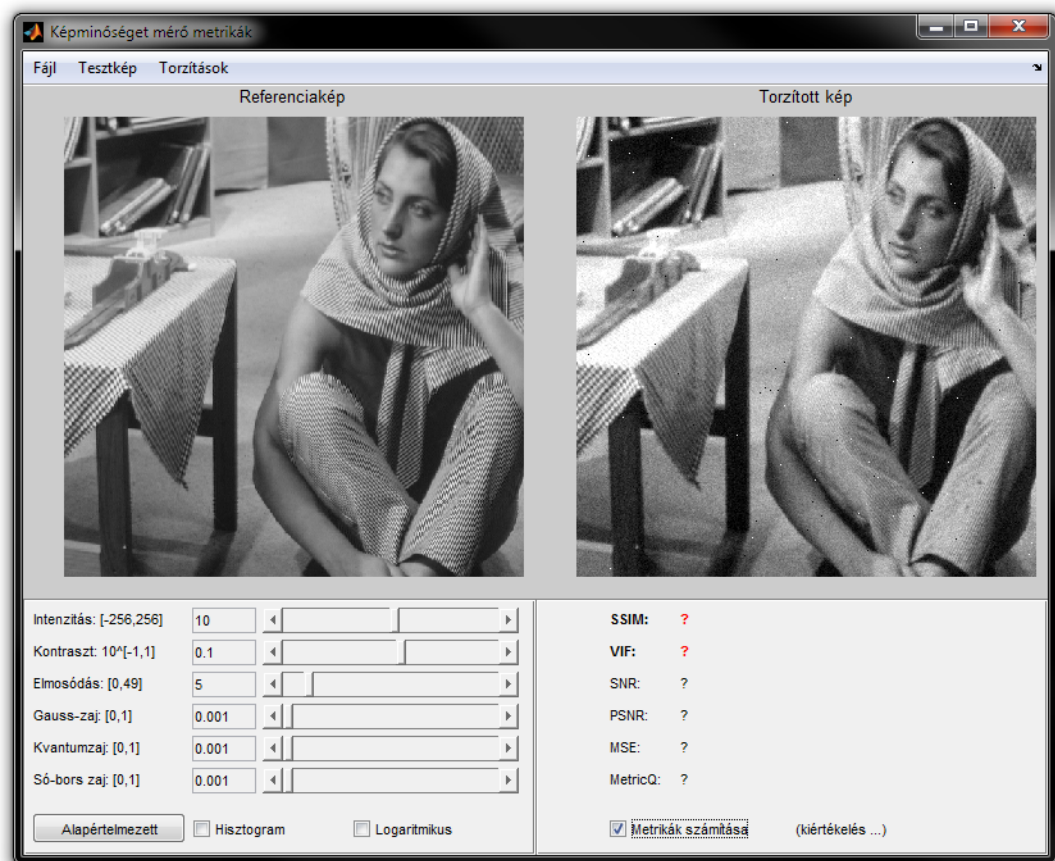 Képminőséget mérő metrikák
Fájl Tesztkép Torzítások
Referenciakép
Torzított kép
Intenzitás: [-256,256] 10
Kontraszt: 10^[-1,1] 0.1
Elmosódás: [0,49] 5
Gauss-zaj: [0,1] 0.001
Kvantumzaj: [0,1] 0.001
Só-bors zaj: [0,1] 0.001
Alapértelmezett Hisztogram Logaritmikus
SSIM: ?
VIF: ?
SNR: ?
PSNR: ?
MSE: ?
MetricQ: ?
Metrikák számítása (kiértékelés ...)